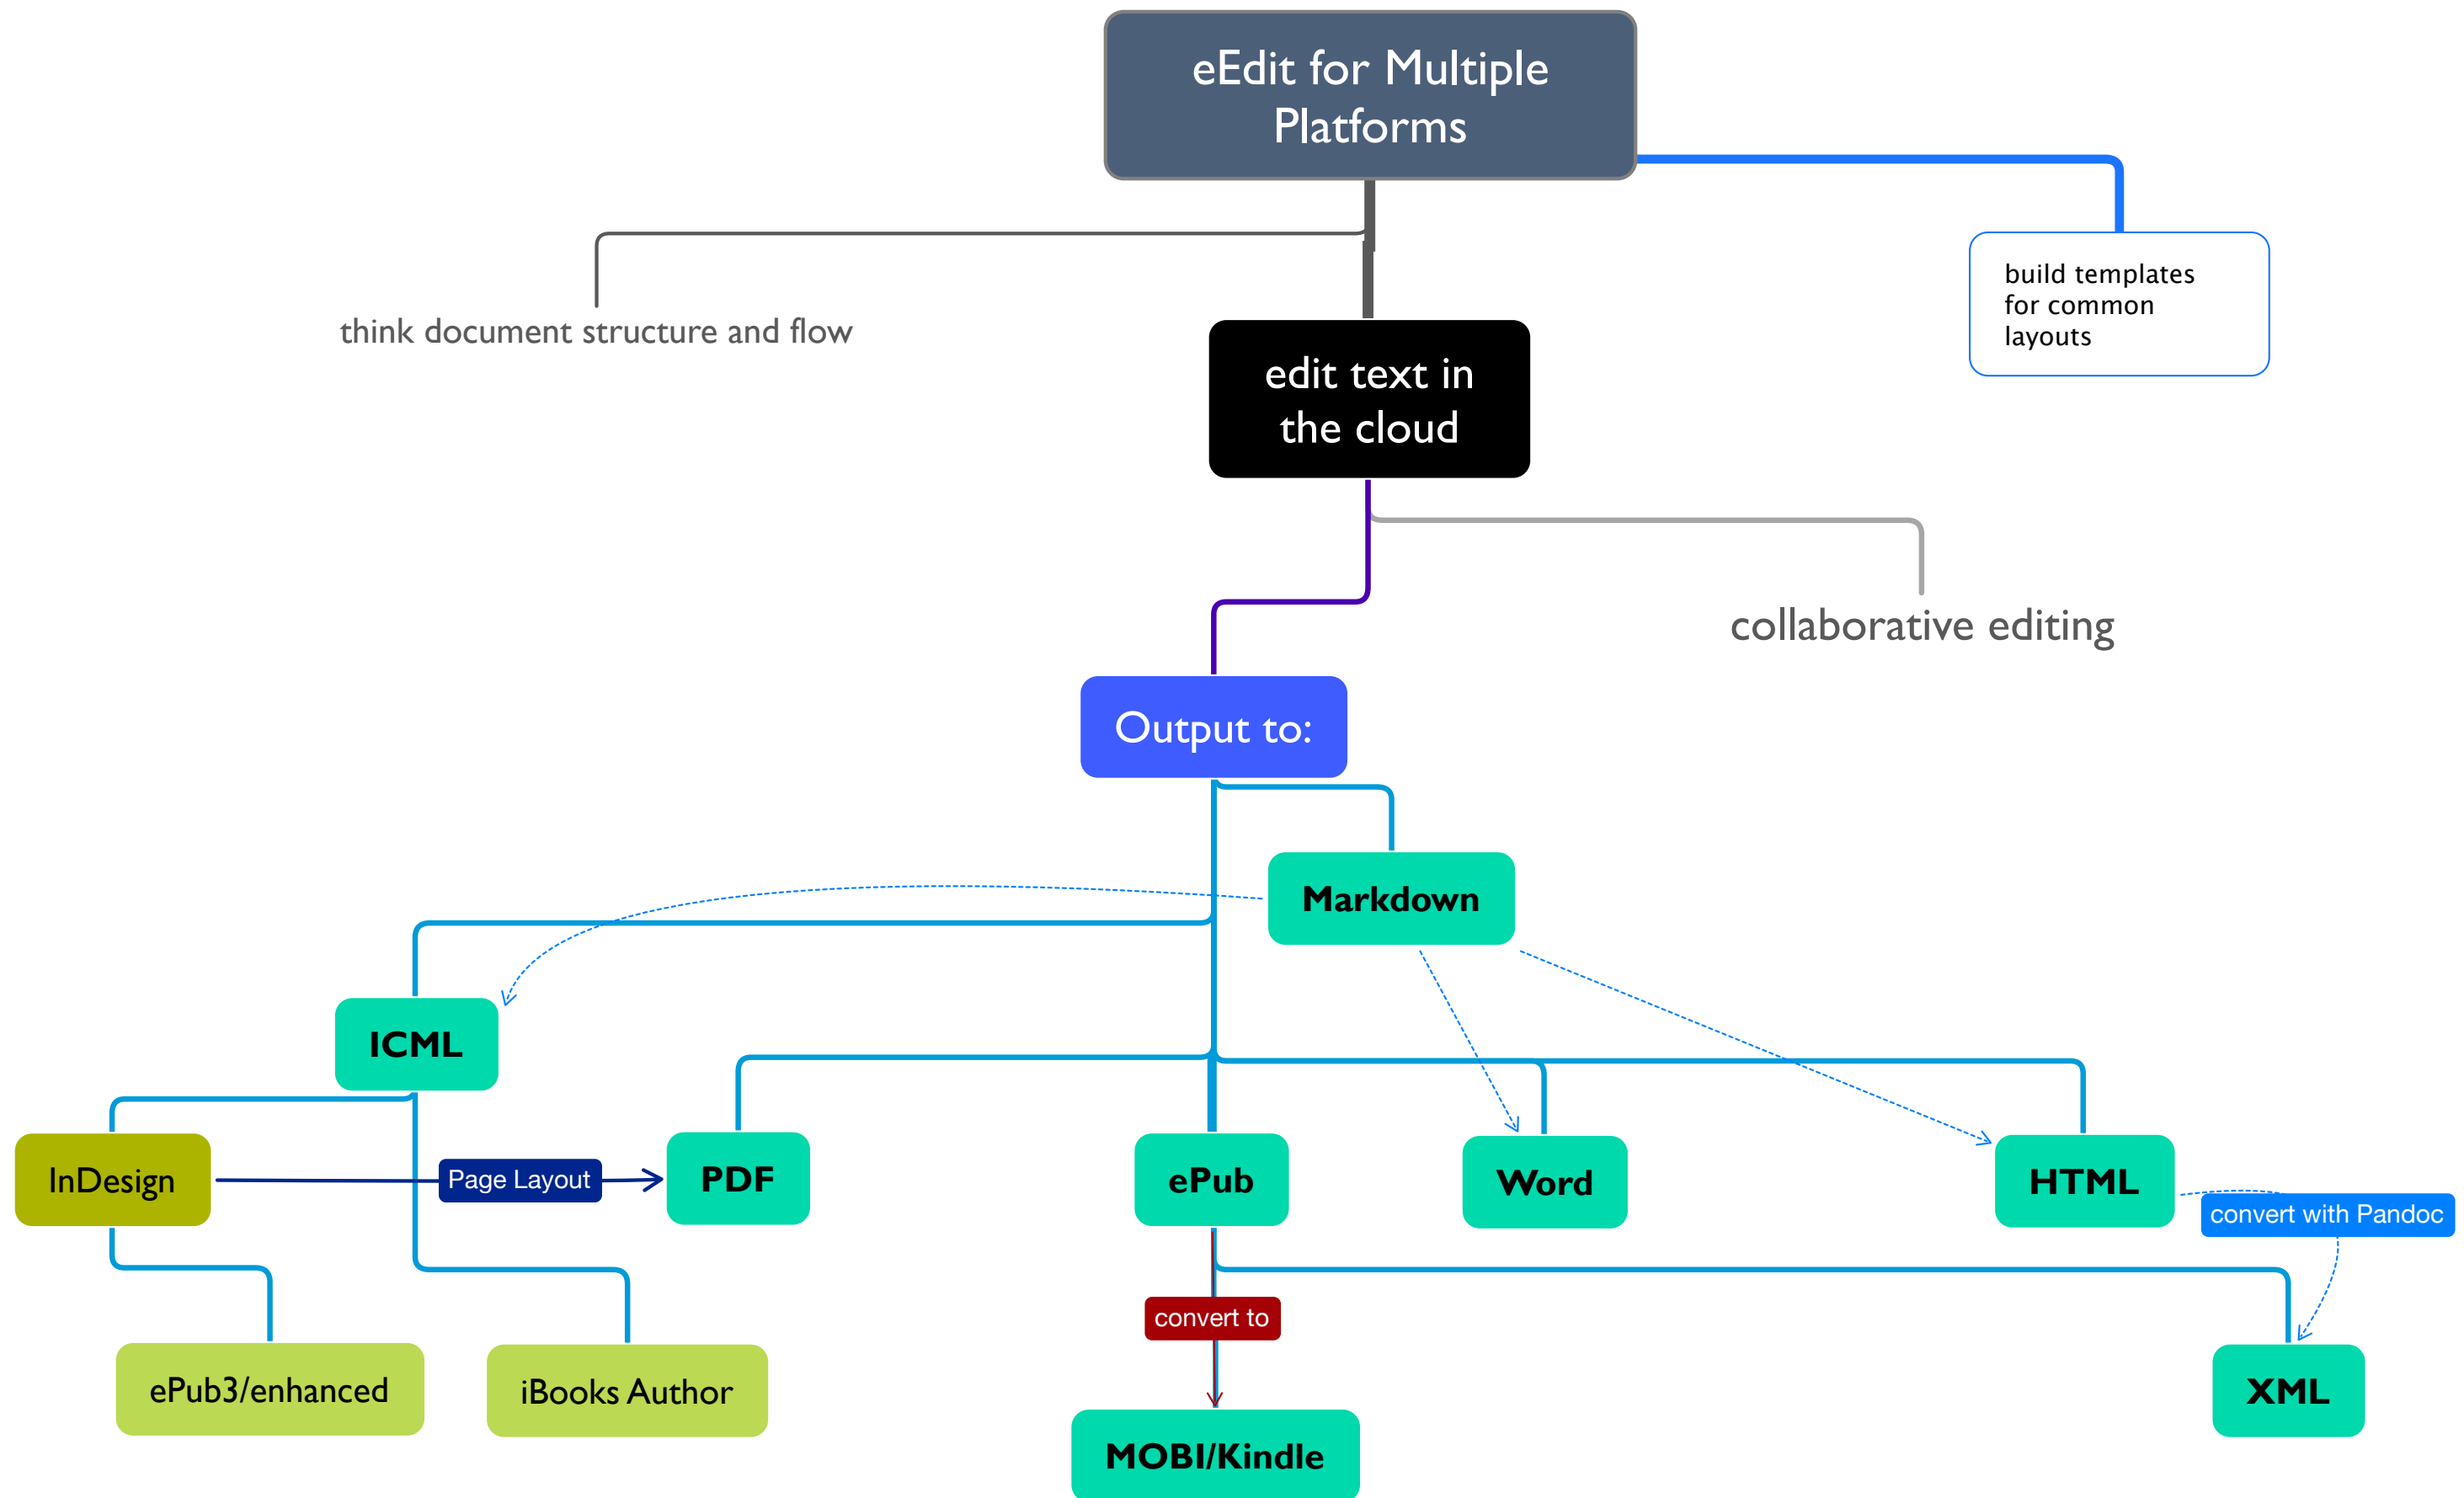 eEdit for Multiple
Platforms
build templates
for common
layouts
think document structure and flow
edit text in
the cloud
collaborative editing
Output to:
Markdown
ICML
InDesign
Page Layout
PDF
ePub
Word
HTML
convert with Pandoc
convert to
ePub3/enhanced
iBooks Author
XML
MOBI/Kindle